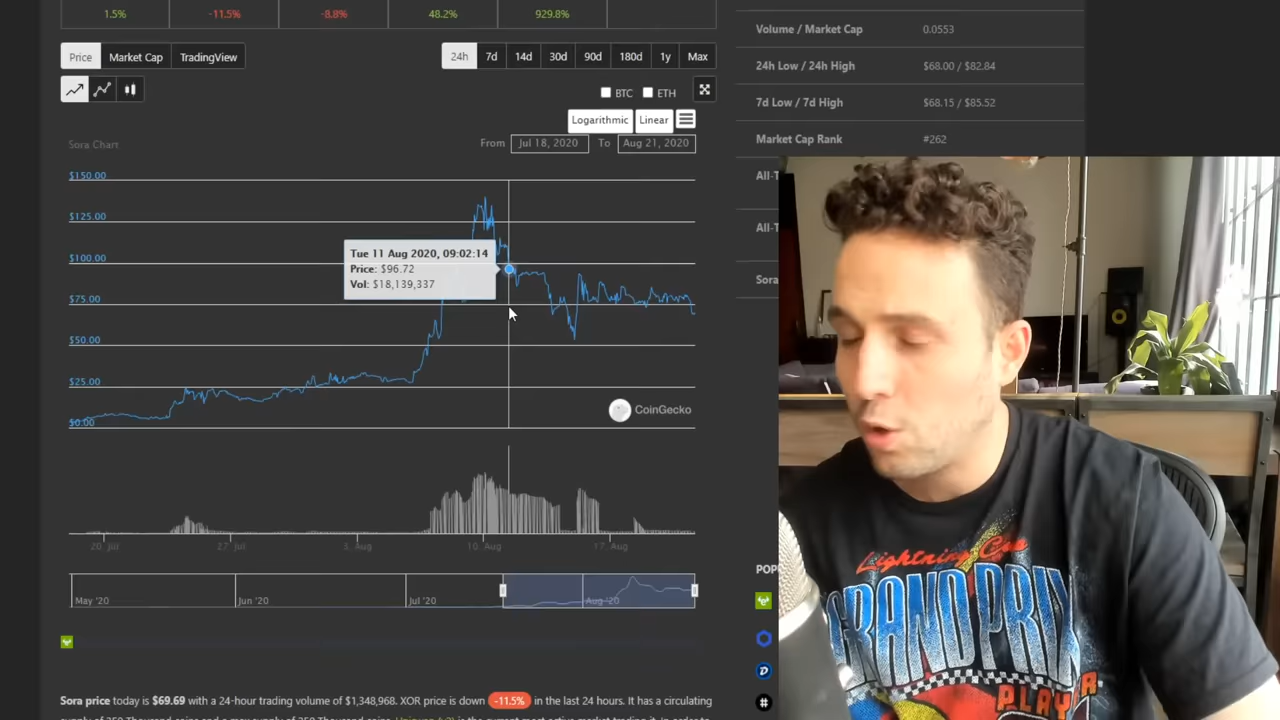 1.5% -11.5% -8.8% 48.2% 929.8%
Price Market Cap TradingView 24h 7d 14d 30d 90d 180d 1y Max
BTC ETH
Logarithmic Linear
Sora Chart From Jul 18, 2020 To Aug 21, 2020
$150.00
$125.00
$100.00
$75.00
$50.00
$25.00
$0.00
Tue 11 Aug 2020, 09:02:14
Price: $96.72
Vol: $18,139,337
CoinGecko
20. Jul 27. Jul 3. Aug 10. Aug 17. Aug
May '20 Jun '20 Jul '20 Aug '20
Sora price today is $69.69 with a 24-hour trading volume of $1,348,968. XOR price is down -11.5% in the last 24 hours. It has a circulating
Volume / Market Cap 0.0553
24h Low / 24h High $68.00 / $82.84
7d Low / 7d High $68.15 / $85.52
Market Cap Rank #262
All-T
All-T
Sora
POP
Lightning Cup
GRAND PRIX
PLAYER